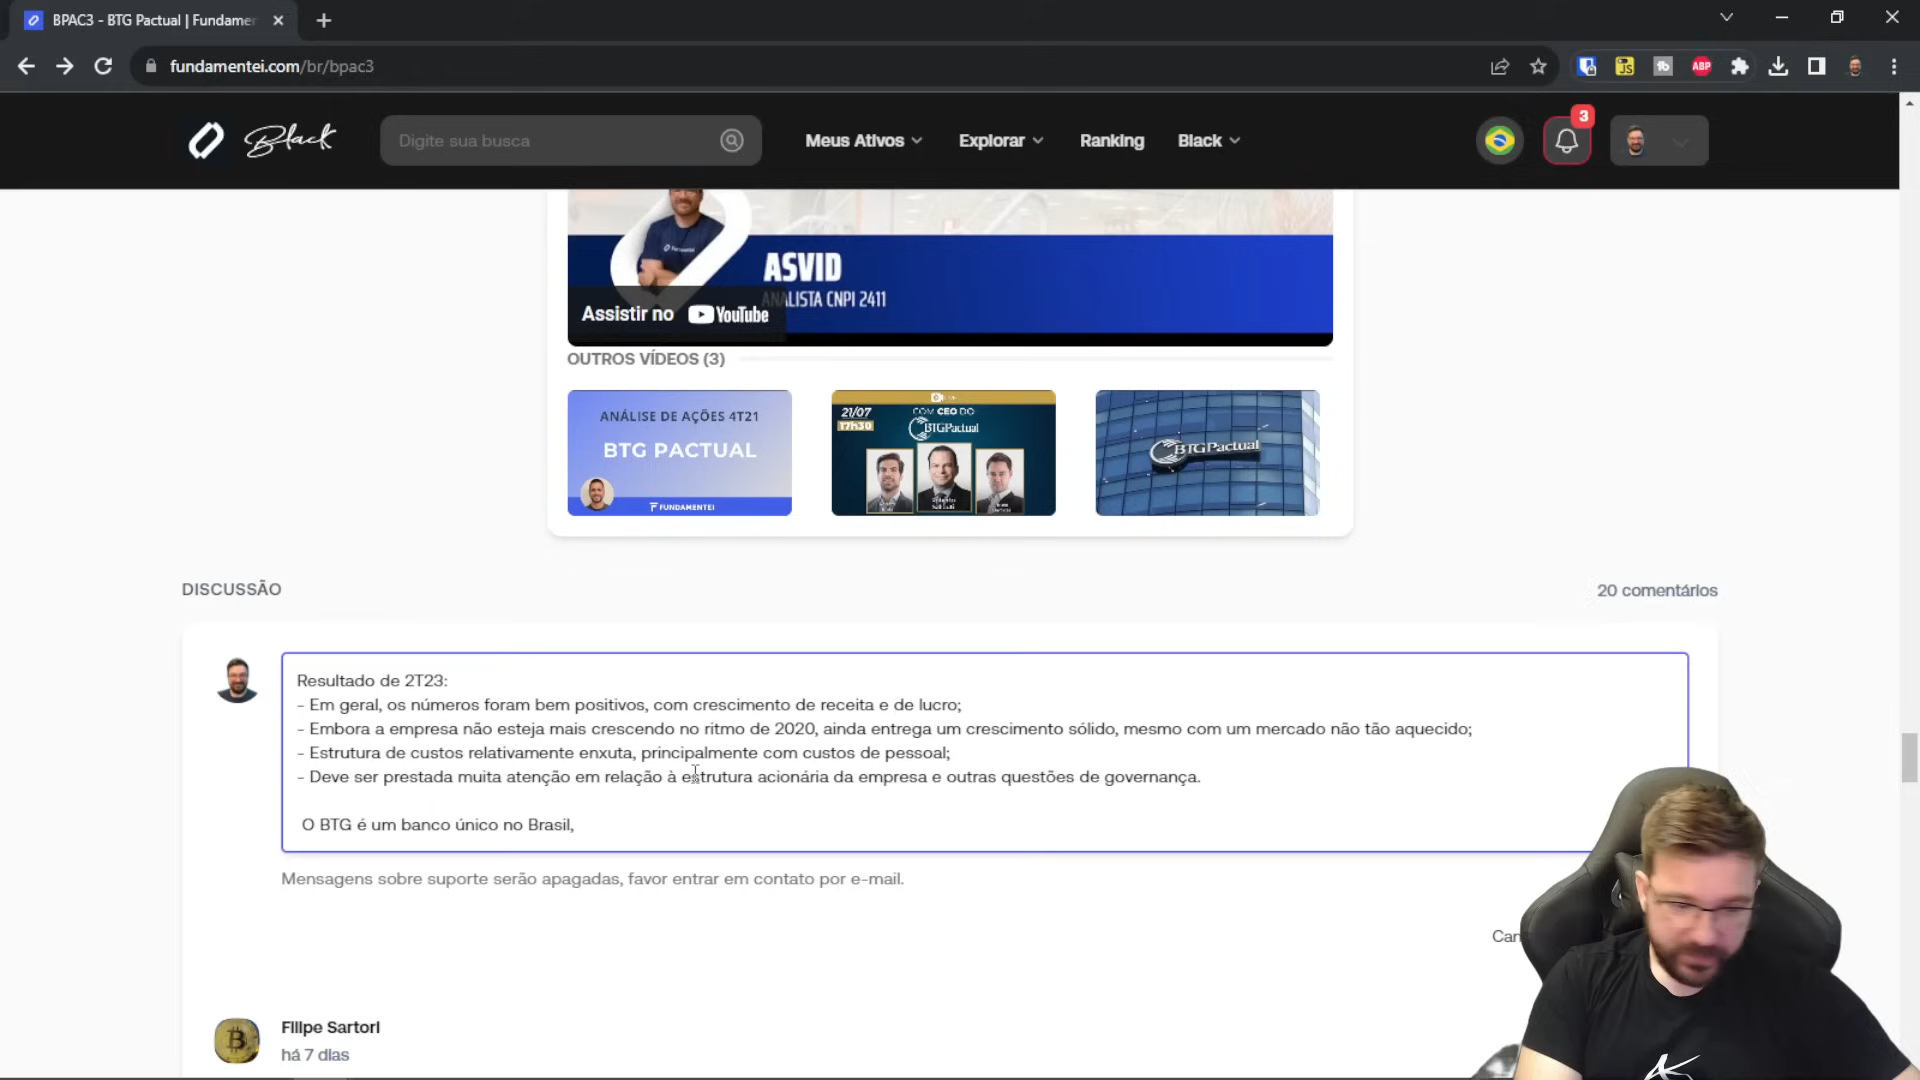 BPAC3 - BTG Pactual | Fundamen
fundamentei.com/br/bpac3
ABP
Black
Digite sua busca
Meus Ativos
Explorar
Ranking
Black
3
ASVID
ANALISTA CNPI 2411
Assistir no YouTube
OUTROS VÍDEOS (3)
ANÁLISE DE AÇÕES 4T21
BTG PACTUAL
FUNDAMENTEI
21/07
17h30
COM CEO DO
BTGPactual
BTGPactual
DISCUSSÃO
20 comentários
Resultado de 2T23:
- Em geral, os números foram bem positivos, com crescimento de receita e de lucro;
- Embora a empresa não esteja mais crescendo no ritmo de 2020, ainda entrega um crescimento sólido, mesmo com um mercado não tão aquecido;
- Estrutura de custos relativamente enxuta, principalmente com custos de pessoal;
- Deve ser prestada muita atenção em relação à estrutura acionária da empresa e outras questões de governança.
O BTG é um banco único no Brasil,
Mensagens sobre suporte serão apagadas, favor entrar em contato por e-mail.
Can
Filipe Sartori
há 7 dias